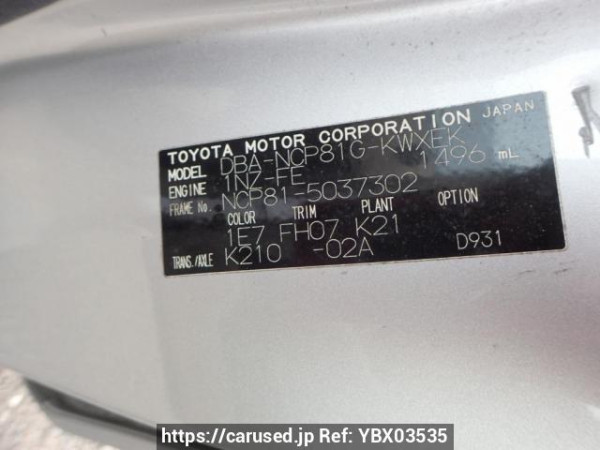 TOYOTA MOTOR CORPORATION JAPAN
MODEL DBA-NCP81G-KWXEK
ENGINE 1NZ-FE 1496 mL
FRAME No. NCP81-5037302
COLOR TRIM PLANT OPTION
1E7 FH07 K21
TRANS./AXLE K210 -02A D931
https://carused.jp Ref: YBX03535